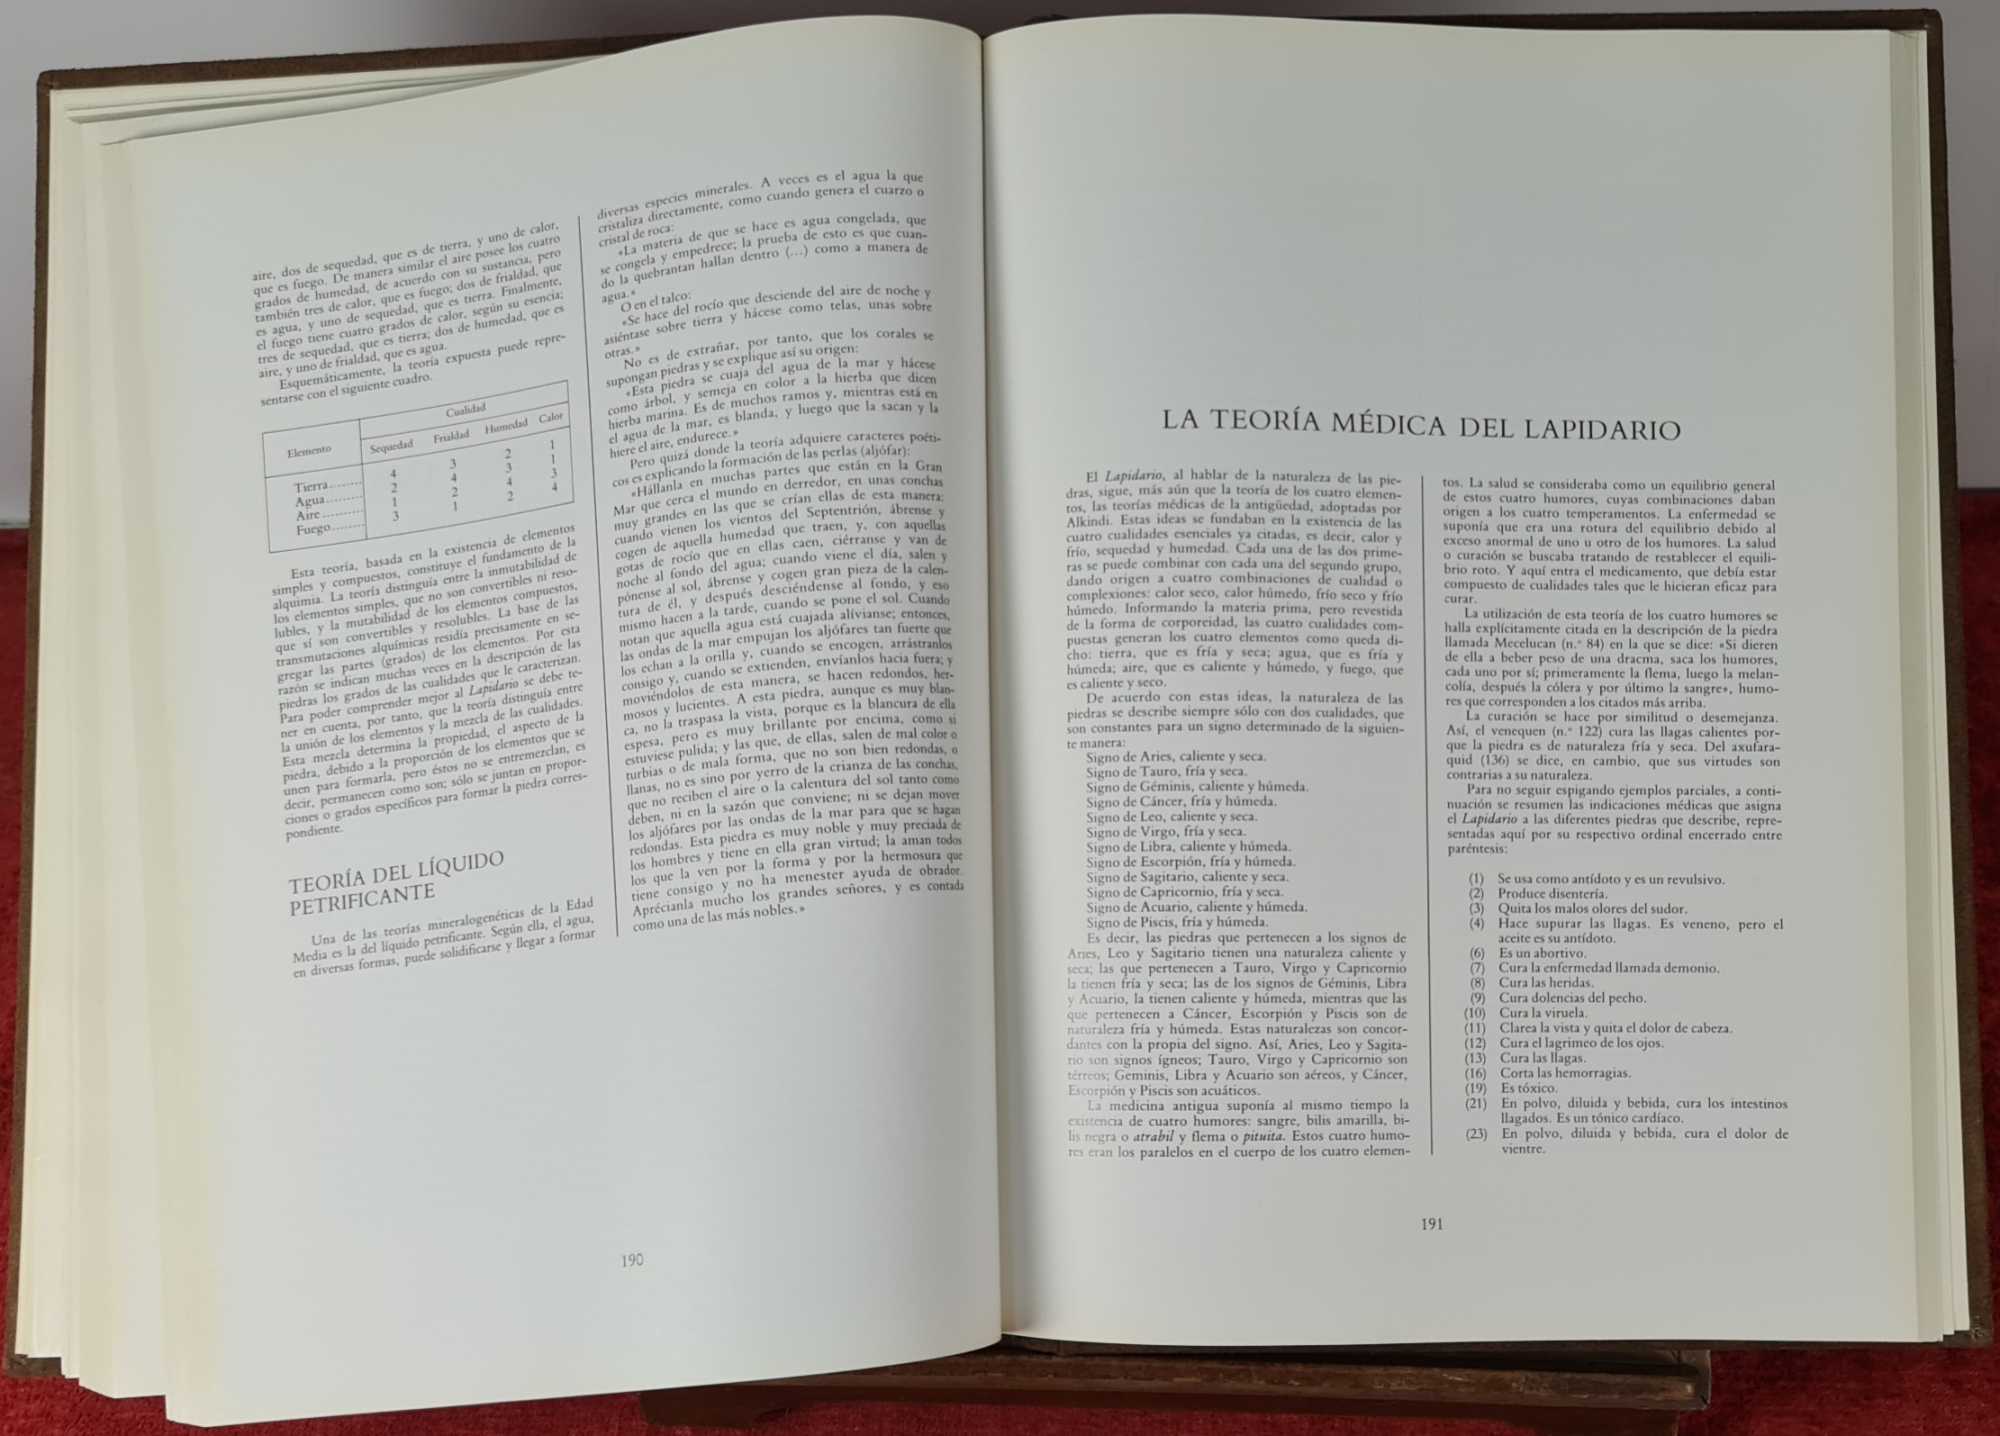 aire, dos de sequedad, que es de tierra, y uno de calor,
que es fuego. De manera similar el aire posee los cuatro
grados de humedad, de acuerdo con su sustancia, pero
también tres de calor, que es fuego; dos de frialdad, que
es agua, y uno de sequedad, que es tierra. Finalmente,
el fuego tiene cuatro grados de calor, según su esencia;
tres de sequedad, que es tierra; dos de humedad, que es
aire, y uno de frialdad, que es agua.
Esquemáticamente, la teoría expuesta puede repre-
sentarse con el siguiente cuadro.
Elemento Cualidad
Sequedad Frialdad Humedad Calor
Tierra 4 3 2 1
Agua 2 4 3 1
Aire 1 2 4 3
Fuego 3 1 2 4
Esta teoría, basada en la existencia de elementos
simples y compuestos, constituye el fundamento de la
alquimia. La teoría distinguía entre la inmutabilidad de
los elementos simples, que no son convertibles ni reso-
lubles, y la mutabilidad de los elementos compuestos,
que sí son convertibles y resolubles. La base de las
transmutaciones alquímicas residía precisamente en se-
gregar las partes (grados) de los elementos. Por esta
razón se indican muchas veces en la descripción de las
piedras los grados de las cualidades que le caracterizan.
Para poder comprender mejor al Lapidario se debe te-
ner en cuenta, por tanto, que la teoría distinguía entre
la unión de los elementos y la mezcla de las cualidades.
Esta mezcla determina la propiedad, el aspecto de la
piedra, debido a la proporción de los elementos que se
unen para formarla, pero éstos no se entremezclan, es
decir, permanecen como son; sólo se juntan en propor-
ciones o grados específicos para formar la piedra corres-
pondiente.
TEORÍA DEL LÍQUIDO
PETRIFICANTE
Una de las teorías mineralogenéticas de la Edad
Media es la del líquido petrificante. Según ella, el agua,
en diversas formas, puede solidificarse y llegar a formar
diversas especies minerales. A veces es el agua la que
cristaliza directamente, como cuando genera el cuarzo o
cristal de roca:
«La materia de que se hace es agua congelada, que
se congela y empedrece; la prueba de esto es que cuan-
do la quebrantan hallan dentro (...) como a manera de
agua.»
O en el talco:
«Se hace del rocío que desciende del aire de noche y
asiéntase sobre tierra y hácese como telas, unas sobre
otras.»
No es de extrañar, por tanto, que los corales se
supongan piedras y se explique así su origen:
«Esta piedra se cuaja del agua de la mar y hácese
como árbol, y semeja en color a la hierba que dicen
hierba marina. Es de muchos ramos y, mientras está en
el agua de la mar, es blanda, y luego que la sacan y la
hiere el aire, endurece.»
Pero quizá donde la teoría adquiere caracteres poéti-
cos es explicando la formación de las perlas (aljófar):
«Hállanla en muchas partes que están en la Gran
Mar que cerca el mundo en derredor, en unas conchas
muy grandes en las que se crían ellas de esta manera:
cuando vienen los vientos del Septentrión, ábrense y
cogen de aquella humedad que traen, y, con aquellas
gotas de rocío que en ellas caen, ciérranse y van de
noche al fondo del agua; cuando viene el día, salen y
pónense al sol, ábrense y cogen gran pieza de la calen-
tura de él, y después desciéndense al fondo, y eso
mismo hacen a la tarde, cuando se pone el sol. Cuando
notan que aquella agua está cuajada alívianse; entonces,
las ondas de la mar empujan los aljófares tan fuerte que
los echan a la orilla y, cuando se encogen, arrástranlos
consigo y, cuando se extienden, envíanlos hacia fuera; y
moviéndolos de esta manera, se hacen redondos, her-
mosos y lucientes. A esta piedra, aunque es muy blan-
ca, no la traspasa la vista, porque es la blancura de ella
espesa, pero es muy brillante por encima, como si
estuviese pulida; y las que, de ellas, salen de mal color o
turbias o de mala forma, que no son bien redondas, o
llanas, no es sino por yerro de la crianza de las conchas,
que no reciben el aire o la calentura del sol tanto como
deben, ni en la sazón que conviene; ni se dejan mover
los aljófares por las ondas de la mar para que se hagan
redondas. Esta piedra es muy noble y muy preciada de
los hombres y tiene en ella gran virtud; la aman todos
los que la ven por la forma y por la hermosura que
tiene consigo y no ha menester ayuda de obrador.
Aprécianla mucho los grandes señores, y es contada
como una de las más nobles.»
190
LA TEORÍA MÉDICA DEL LAPIDARIO
El Lapidario, al hablar de la naturaleza de las pie-
dras, sigue, más aún que la teoría de los cuatro elemen-
tos, las teorías médicas de la antigüedad, adoptadas por
Alkindi. Estas ideas se fundaban en la existencia de las
cuatro cualidades esenciales ya citadas, es decir, calor y
frío, sequedad y humedad. Cada una de las dos prime-
ras se puede combinar con cada una del segundo grupo,
dando origen a cuatro combinaciones de cualidad o
complexiones: calor seco, calor húmedo, frío seco y frío
húmedo. Informando la materia prima, pero revestida
de la forma de corporeidad, las cuatro cualidades com-
puestas generan los cuatro elementos como queda di-
cho: tierra, que es fría y seca; agua, que es fría y
húmeda; aire, que es caliente y húmedo, y fuego, que
es caliente y seco.
De acuerdo con estas ideas, la naturaleza de las
piedras se describe siempre sólo con dos cualidades, que
son constantes para un signo determinado de la siguien-
te manera:
Signo de Aries, caliente y seca.
Signo de Tauro, fría y seca.
Signo de Géminis, caliente y húmeda.
Signo de Cáncer, fría y húmeda.
Signo de Leo, caliente y seca.
Signo de Virgo, fría y seca.
Signo de Libra, caliente y húmeda.
Signo de Escorpión, fría y húmeda.
Signo de Sagitario, caliente y seca.
Signo de Capricornio, fría y seca.
Signo de Acuario, caliente y húmeda.
Signo de Piscis, fría y húmeda.
Es decir, las piedras que pertenecen a los signos de
Aries, Leo y Sagitario tienen una naturaleza caliente y
seca; las que pertenecen a Tauro, Virgo y Capricornio
la tienen fría y seca; las de los signos de Géminis, Libra
y Acuario, la tienen caliente y húmeda, mientras que las
que pertenecen a Cáncer, Escorpión y Piscis son de
naturaleza fría y húmeda. Estas naturalezas son concor-
dantes con la propia del signo. Así, Aries, Leo y Sagita-
rio son signos ígneos; Tauro, Virgo y Capricornio son
térreos; Geminis, Libra y Acuario son aéreos, y Cáncer,
Escorpión y Piscis son acuáticos.
La medicina antigua suponía al mismo tiempo la
existencia de cuatro humores: sangre, bilis amarilla, bi-
lis negra o atrabil y flema o pituita. Estos cuatro humo-
res eran los paralelos en el cuerpo de los cuatro elemen-
tos. La salud se consideraba como un equilibrio general
de estos cuatro humores, cuyas combinaciones daban
origen a los cuatro temperamentos. La enfermedad se
suponía que era una rotura del equilibrio debido al
exceso anormal de uno u otro de los humores. La salud
o curación se buscaba tratando de restablecer el equili-
brio roto. Y aquí entra el medicamento, que debía estar
compuesto de cualidades tales que le hicieran eficaz para
curar.
La utilización de esta teoría de los cuatro humores se
halla explícitamente citada en la descripción de la piedra
llamada Mecelucan (n.º 84) en la que se dice: «Si dieren
de ella a beber peso de una dracma, saca los humores,
cada uno por sí; primeramente la flema, luego la melan-
colía, después la cólera y por último la sangre», humo-
res que corresponden a los citados más arriba.
La curación se hace por similitud o desemejanza.
Así, el venequen (n.º 122) cura las llagas calientes por-
que la piedra es de naturaleza fría y seca. Del axufara-
quid (136) se dice, en cambio, que sus virtudes son
contrarias a su naturaleza.
Para no seguir espigando ejemplos parciales, a conti-
nuación se resumen las indicaciones médicas que asigna
el Lapidario a las diferentes piedras que describe, repre-
sentadas aquí por su respectivo ordinal encerrado entre
paréntesis:
(1) Se usa como antídoto y es un revulsivo.
(2) Produce disentería.
(3) Quita los malos olores del sudor.
(4) Hace supurar las llagas. Es veneno, pero el
aceite es su antídoto.
(6) Es un abortivo.
(7) Cura la enfermedad llamada demonio.
(8) Cura las heridas.
(9) Cura dolencias del pecho.
(10) Cura la viruela.
(11) Clarea la vista y quita el dolor de cabeza.
(12) Cura el lagrimeo de los ojos.
(13) Cura las llagas.
(16) Corta las hemorragias.
(19) Es tóxico.
(21) En polvo, diluida y bebida, cura los intestinos
llagados. Es un tónico cardíaco.
(23) En polvo, diluida y bebida, cura el dolor de
vientre.
191